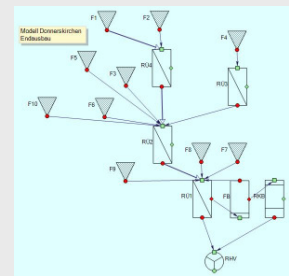 Modell Donnerskirchen
Endausbau
F1
F2
F4
F5
F3
RÜ4
RÜ3
F10
F6
RÜ2
F8
F7
F9
RÜ1
FB
RKB
RHV